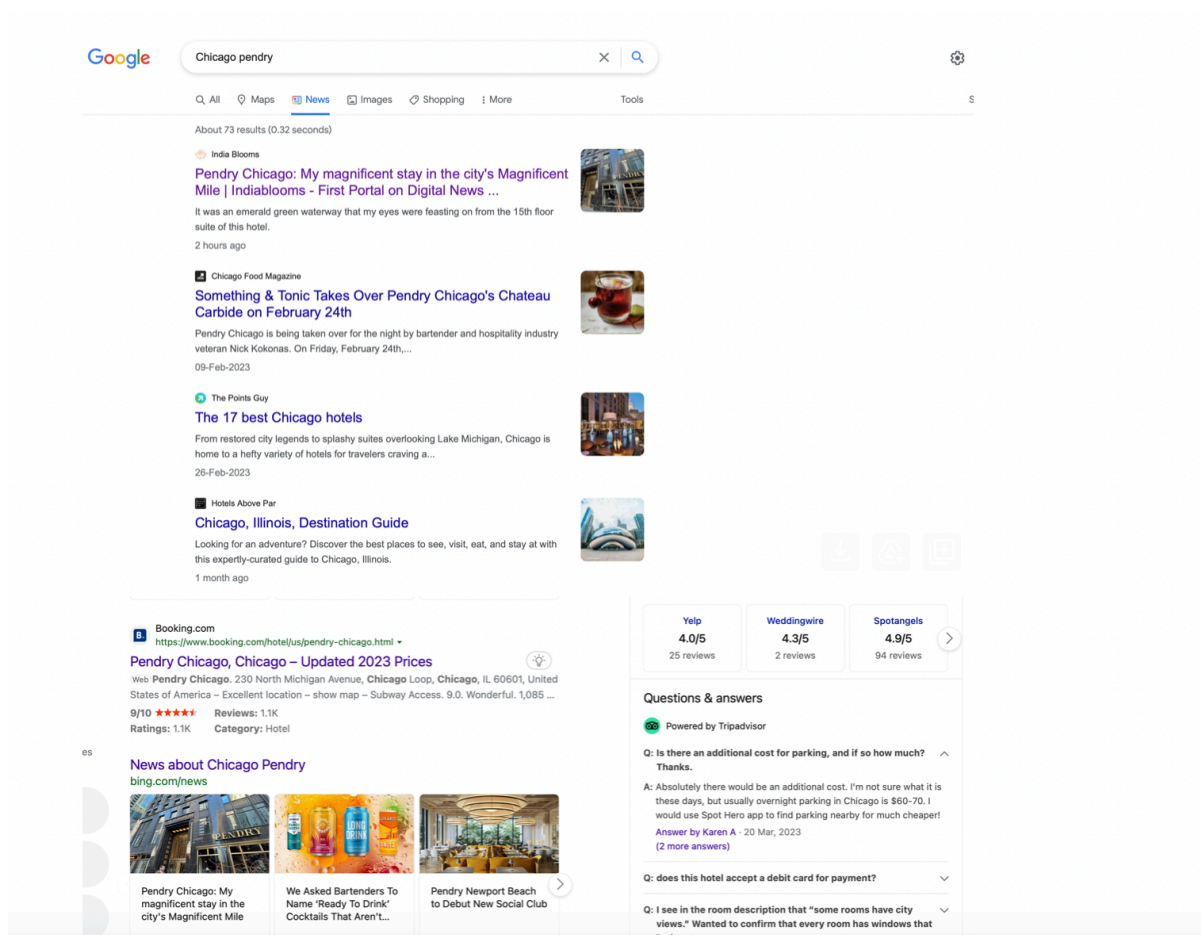 Google
Chicago pendry
All
Maps
News
Images
Shopping
More
Tools
S
About 73 results (0.32 seconds)
India Blooms
Pendry Chicago: My magnificent stay in the city's Magnificent
Mile | Indiablooms - First Portal on Digital News ...
It was an emerald green waterway that my eyes were feasting on from the 15th floor
suite of this hotel.
2 hours ago
PENDRY
Chicago Food Magazine
Something & Tonic Takes Over Pendry Chicago's Chateau
Carbide on February 24th
Pendry Chicago is being taken over for the night by bartender and hospitality industry
veteran Nick Kokonas. On Friday, February 24th,...
09-Feb-2023
The Points Guy
The 17 best Chicago hotels
From restored city legends to splashy suites overlooking Lake Michigan, Chicago is
home to a hefty variety of hotels for travelers craving a...
26-Feb-2023
Hotels Above Par
Chicago, Illinois, Destination Guide
Looking for an adventure? Discover the best places to see, visit, eat, and stay at with
this expertly-curated guide to Chicago, Illinois.
1 month ago
B.
Booking.com
https://www.booking.com/hotel/us/pendry-chicago.html
Pendry Chicago, Chicago – Updated 2023 Prices
Web Pendry Chicago. 230 North Michigan Avenue, Chicago Loop, Chicago, IL 60601, United
States of America – Excellent location – show map – Subway Access. 9.0. Wonderful. 1,085 ...
9/10 Reviews: 1.1K
Ratings: 1.1K Category: Hotel
es
News about Chicago Pendry
bing.com/news
PENDRY
LONG
DRINK
Pendry Chicago: My
magnificent stay in the
city's Magnificent Mile
We Asked Bartenders To
Name ‘Ready To Drink’
Cocktails That Aren't...
Pendry Newport Beach
to Debut New Social Club
Yelp
4.0/5
25 reviews
Weddingwire
4.3/5
2 reviews
Spotangels
4.9/5
94 reviews
Questions & answers
Powered by Tripadvisor
Q: Is there an additional cost for parking, and if so how much?
Thanks.
A: Absolutely there would be an additional cost. I'm not sure what it is
these days, but usually overnight parking in Chicago is $60-70. I
would use Spot Hero app to find parking nearby for much cheaper!
Answer by Karen A · 20 Mar, 2023
(2 more answers)
Q: does this hotel accept a debit card for payment?
Q: I see in the room description that “some rooms have city
views.” Wanted to confirm that every room has windows that